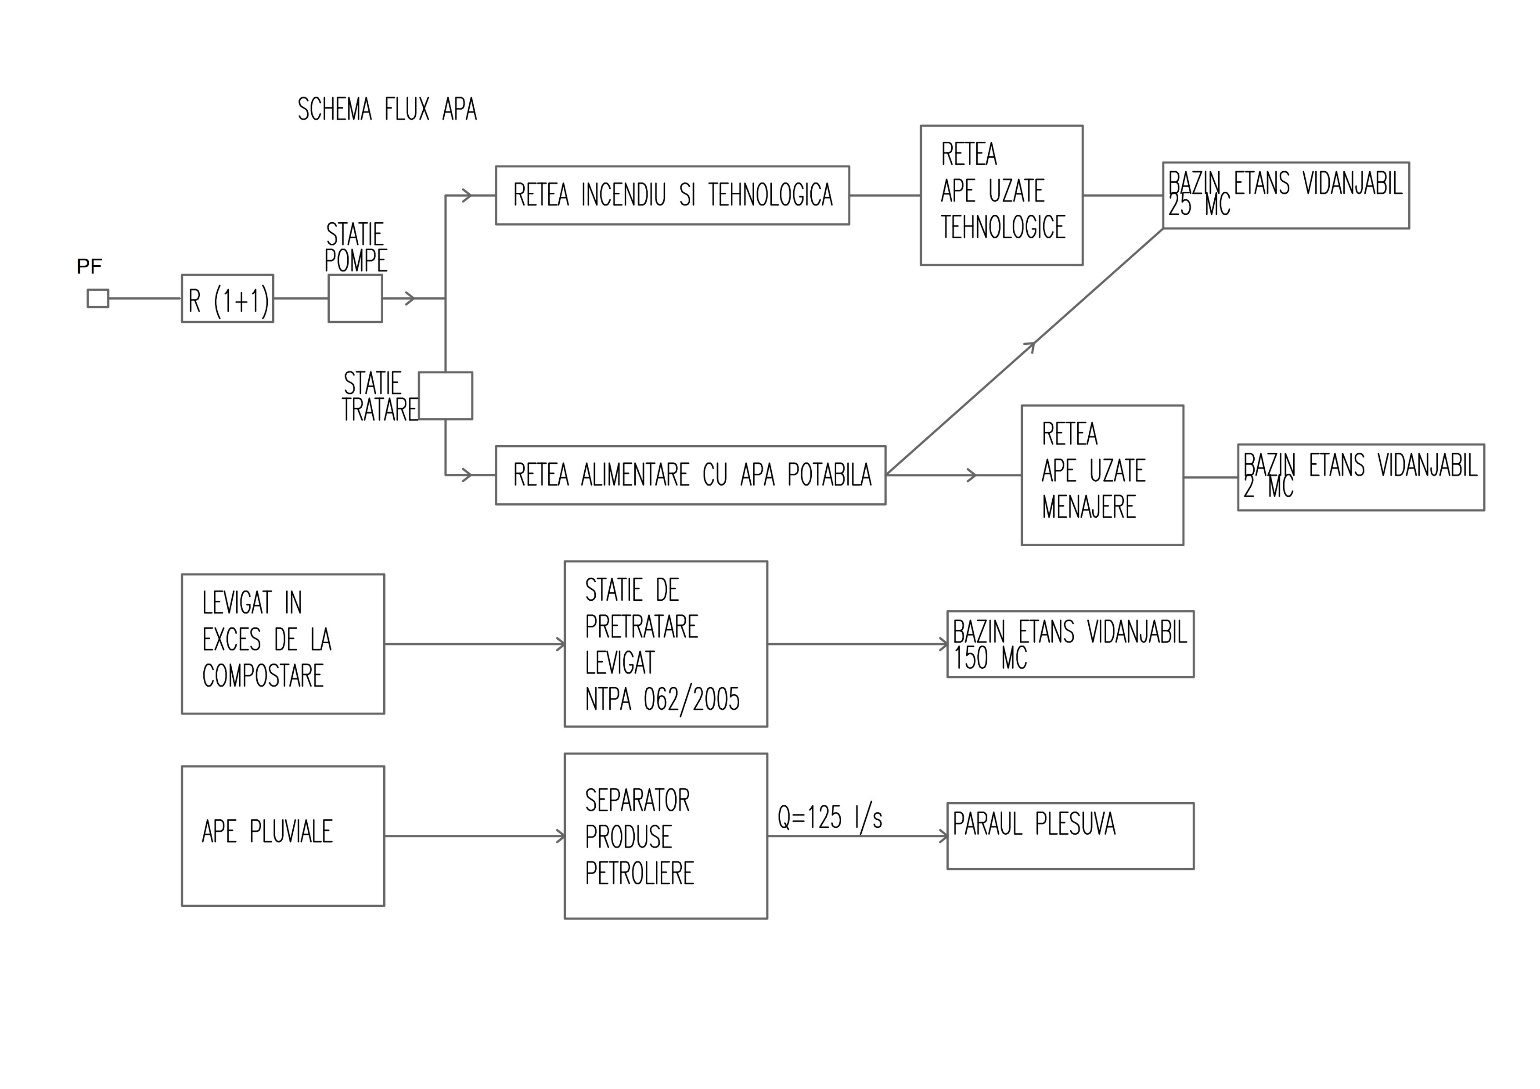 SCHEMA FLUX APA
PF
R (1+1)
STATIE
POMPE
STATIE
TRATARE
RETEA INCENDIU SI TEHNOLOGICA
RETEA
APE UZATE
TEHNOLOGICE
BAZIN ETANS VIDANJABIL
25 MC
RETEA ALIMENTARE CU APA POTABILA
RETEA
APE UZATE
MENAJERE
BAZIN ETANS VIDANJABIL
2 MC
LEVIGAT IN
EXCES DE LA
COMPOSTARE
STATIE DE
PRETRATARE
LEVIGAT
NTPA 062/2005
BAZIN ETANS VIDANJABIL
150 MC
APE PLUVIALE
SEPARATOR
PRODUSE
PETROLIERE
Q=125 l/s
PARAUL PLESUVA